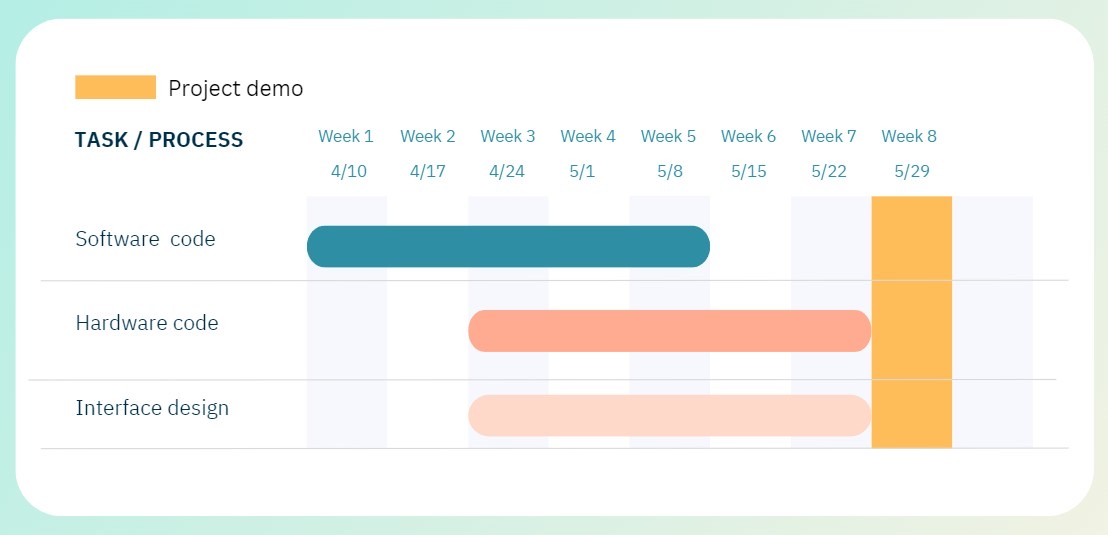 Project demo
TASK / PROCESS Week 1 Week 2 Week 3 Week 4 Week 5 Week 6 Week 7 Week 8
4/10 4/17 4/24 5/1 5/8 5/15 5/22 5/29
Software code
Hardware code
Interface design